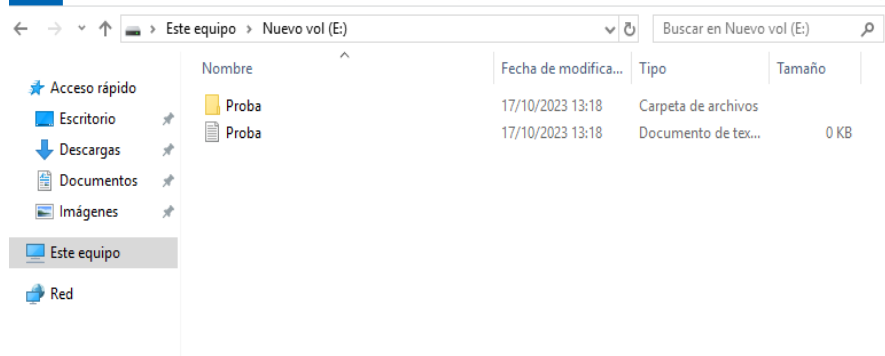 Este equipo > Nuevo vol (E:)
Buscar en Nuevo vol (E:)
Nombre Fecha de modifica... Tipo Tamaño
Acceso rápido
Escritorio
Descargas
Documentos
Imágenes
Este equipo
Red
Proba 17/10/2023 13:18 Carpeta de archivos
Proba 17/10/2023 13:18 Documento de tex... 0 KB